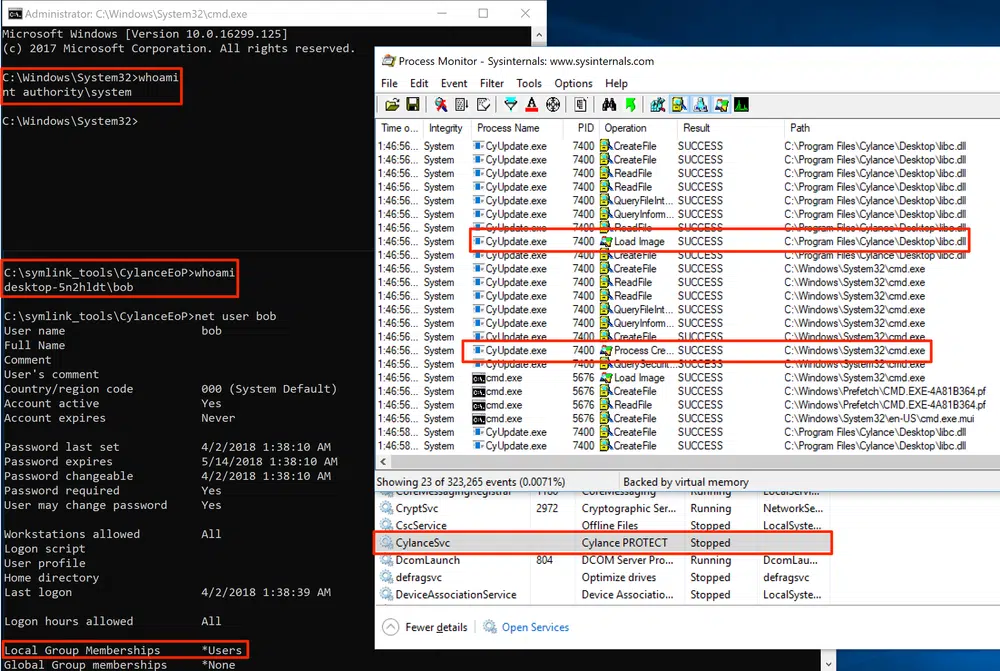 Administrator: C:\Windows\System32\cmd.exe
Microsoft Windows [Version 10.0.16299.125]
(c) 2017 Microsoft Corporation. All rights reserved.
C:\Windows\System32>whoami
nt authority\system
C:\Windows\System32>
C:\symlink_tools\CylanceEoP>whoami
desktop-5n2hldt\bob
C:\symlink_tools\CylanceEoP>net user bob
User name bob
Full Name
Comment
User's comment
Country/region code 000 (System Default)
Account active Yes
Account expires Never
Password last set 4/2/2018 1:38:10 AM
Password expires 5/14/2018 1:38:10 AM
Password changeable 4/2/2018 1:38:10 AM
Password required Yes
User may change password Yes
Workstations allowed All
Logon script
User profile
Home directory
Last logon 4/2/2018 1:38:39 AM
Logon hours allowed All
Local Group Memberships *Users
Global Group memberships *None
Process Monitor - Sysinternals: www.sysinternals.com
File Edit Event Filter Tools Options Help
Time o... Integrity Process Name PID Operation Result Path
1:46:56... System CyUpdate.exe 7400 CreateFile SUCCESS C:\Program Files\Cylance\Desktop\libc.dll
1:46:56... System CyUpdate.exe 7400 CreateFile SUCCESS C:\Program Files\Cylance\Desktop\libc.dll
1:46:56... System CyUpdate.exe 7400 ReadFile SUCCESS C:\Program Files\Cylance\Desktop\libc.dll
1:46:56... System CyUpdate.exe 7400 ReadFile SUCCESS C:\Program Files\Cylance\Desktop\libc.dll
1:46:56... System CyUpdate.exe 7400 QueryFileInt... SUCCESS C:\Program Files\Cylance\Desktop\libc.dll
1:46:56... System CyUpdate.exe 7400 QueryInform... SUCCESS C:\Program Files\Cylance\Desktop\libc.dll
1:46:56... System CyUpdate.exe 7400 ReadFile SUCCESS C:\Program Files\Cylance\Desktop\libc.dll
1:46:56... System CyUpdate.exe 7400 Load Image SUCCESS C:\Program Files\Cylance\Desktop\libc.dll
1:46:56... System CyUpdate.exe 7400 CreateFile SUCCESS C:\Program Files\Cylance\Desktop\libc.dll
1:46:56... System CyUpdate.exe 7400 CreateFile SUCCESS C:\Windows\System32\cmd.exe
1:46:56... System CyUpdate.exe 7400 ReadFile SUCCESS C:\Windows\System32\cmd.exe
1:46:56... System CyUpdate.exe 7400 ReadFile SUCCESS C:\Windows\System32\cmd.exe
1:46:56... System CyUpdate.exe 7400 QueryFileInt... SUCCESS C:\Windows\System32\cmd.exe
1:46:56... System CyUpdate.exe 7400 QueryInform... SUCCESS C:\Windows\System32\cmd.exe
1:46:56... System CyUpdate.exe 7400 CreateFile SUCCESS C:\Windows\System32\cmd.exe
1:46:56... System CyUpdate.exe 7400 Process Cre... SUCCESS C:\Windows\System32\cmd.exe
1:46:56... System CyUpdate.exe 7400 QuerySecurit... SUCCESS C:\Windows\System32\cmd.exe
1:46:56... System cmd.exe 5676 Load Image SUCCESS C:\Windows\System32\cmd.exe
1:46:56... System cmd.exe 5676 CreateFile SUCCESS C:\Windows\Prefetch\CMD.EXE-4A81B364.pf
1:46:56... System cmd.exe 5676 ReadFile SUCCESS C:\Windows\Prefetch\CMD.EXE-4A81B364.pf
1:46:56... System cmd.exe 5676 CreateFile SUCCESS C:\Windows\System32\en-US\cmd.exe.mui
1:46:58... System CyUpdate.exe 7400 CreateFile SUCCESS C:\Program Files\Cylance\Desktop\libc.dll
1:46:58... System CyUpdate.exe 7400 CreateFile SUCCESS C:\Program Files\Cylance\Desktop\libc.dll
Showing 23 of 323,265 events (0.0071%) Backed by virtual memory
CoreMessagingRegistrar 1160 CoreMessaging Running LocalServi...
CryptSvc 2972 Cryptographic Ser... Running NetworkSe...
CscService Offline Files Stopped LocalSyste...
CylanceSvc Cylance PROTECT Stopped
DcomLaunch 804 DCOM Server Pro... Running DcomLau...
defragsvc Optimize drives Stopped defragsvc
DeviceAssociationService Device Associatio... Stopped LocalSyste...
Fewer details Open Services